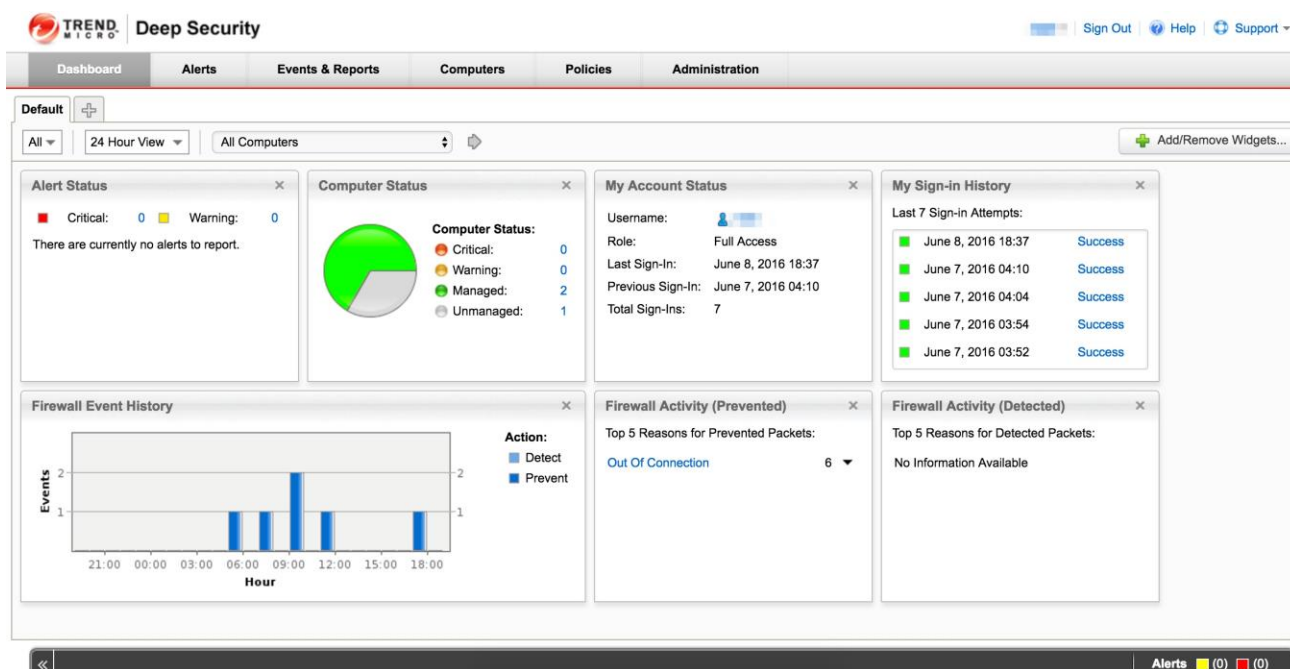 TREND MICRO Deep Security
Sign Out Help Support
Dashboard Alerts Events & Reports Computers Policies Administration
Default
All 24 Hour View All Computers Add/Remove Widgets...
Alert Status
Critical: 0 Warning: 0
There are currently no alerts to report.
Computer Status
Computer Status:
Critical: 0
Warning: 0
Managed: 2
Unmanaged: 1
My Account Status
Username:
Role: Full Access
Last Sign-In: June 8, 2016 18:37
Previous Sign-In: June 7, 2016 04:10
Total Sign-Ins: 7
My Sign-in History
Last 7 Sign-in Attempts:
June 8, 2016 18:37 Success
June 7, 2016 04:10 Success
June 7, 2016 04:04 Success
June 7, 2016 03:54 Success
June 7, 2016 03:52 Success
Firewall Event History
Events
2 2
1 1
21:00 00:00 03:00 06:00 09:00 12:00 15:00 18:00
Hour
Action:
Detect
Prevent
Firewall Activity (Prevented)
Top 5 Reasons for Prevented Packets:
Out Of Connection 6
Firewall Activity (Detected)
Top 5 Reasons for Detected Packets:
No Information Available
Alerts (0) (0)